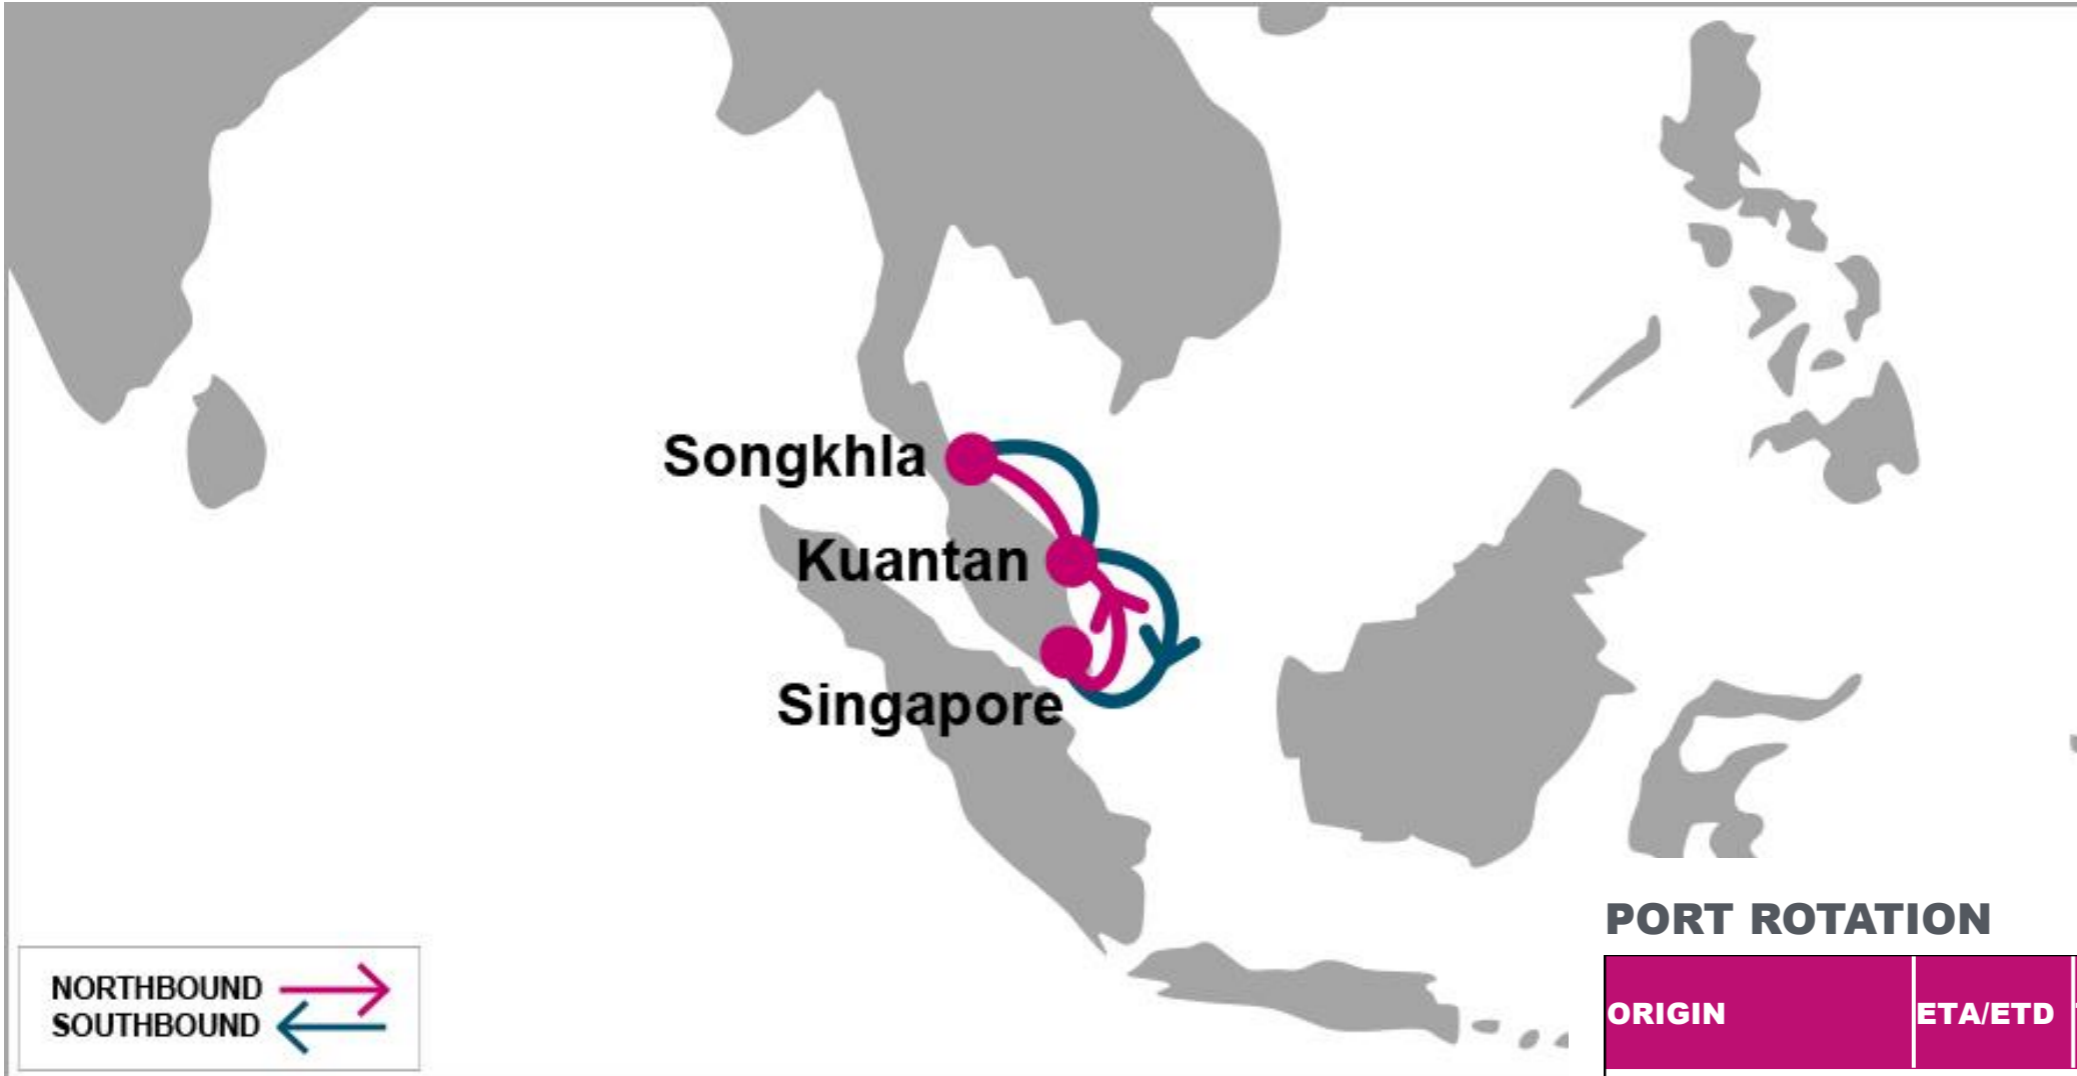 Songkhla
Kuantan
Singapore
NORTHBOUND
SOUTHBOUND
PORT ROTATION
ORIGIN ETA/ETD